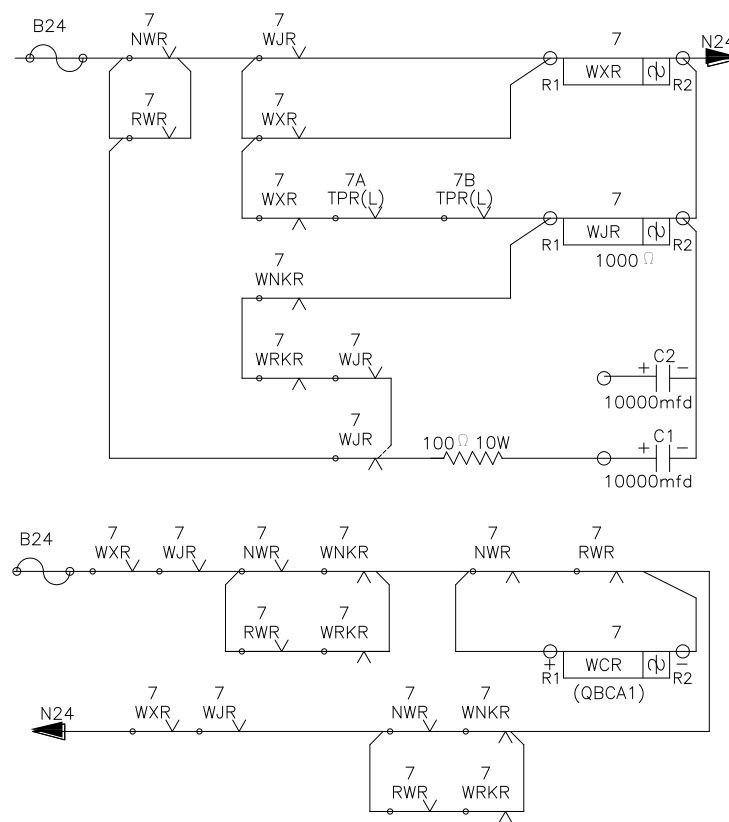 B24
7
NWR
7
WJR
7
N24
R1
WXR
R2
7
RWR
7
WXR
7
WXR
7A
TPR(L)
7B
TPR(L)
7
R1
WJR
R2
1000 Ω
7
WNKR
7
WRKR
7
WJR
+ C2 −
10000mfd
7
WJR
100 Ω 10W
+ C1 −
10000mfd
B24
7
WXR
7
WJR
7
NWR
7
WNKR
7
NWR
7
RWR
7
RWR
7
WRKR
7
+
R1
WCR
−
R2
(QBCA1)
N24
7
WXR
7
WJR
7
NWR
7
WNKR
7
RWR
7
WRKR